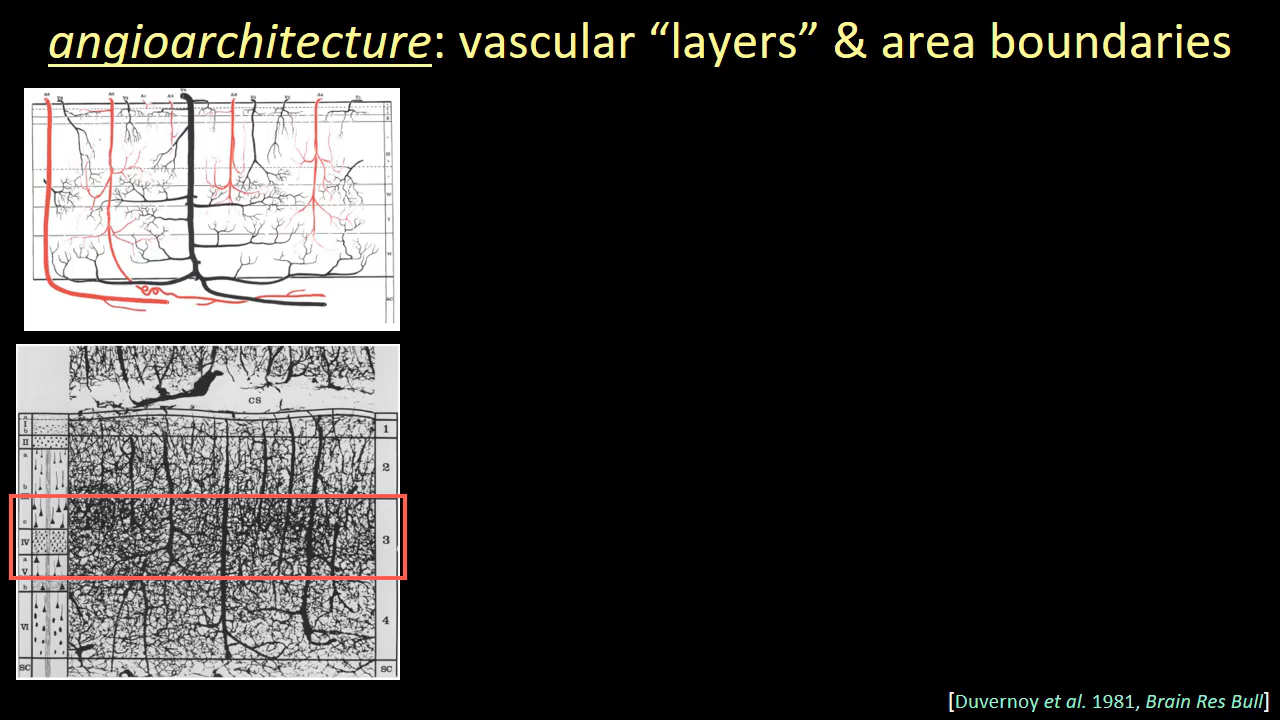 angioarchitecture: vascular “layers” & area boundaries
CS
a
I
b
1
II
a
2
b
c
3
IV
a
V
b
4
VI
SC
SC
[Duvernoy et al. 1981, Brain Res Bull]